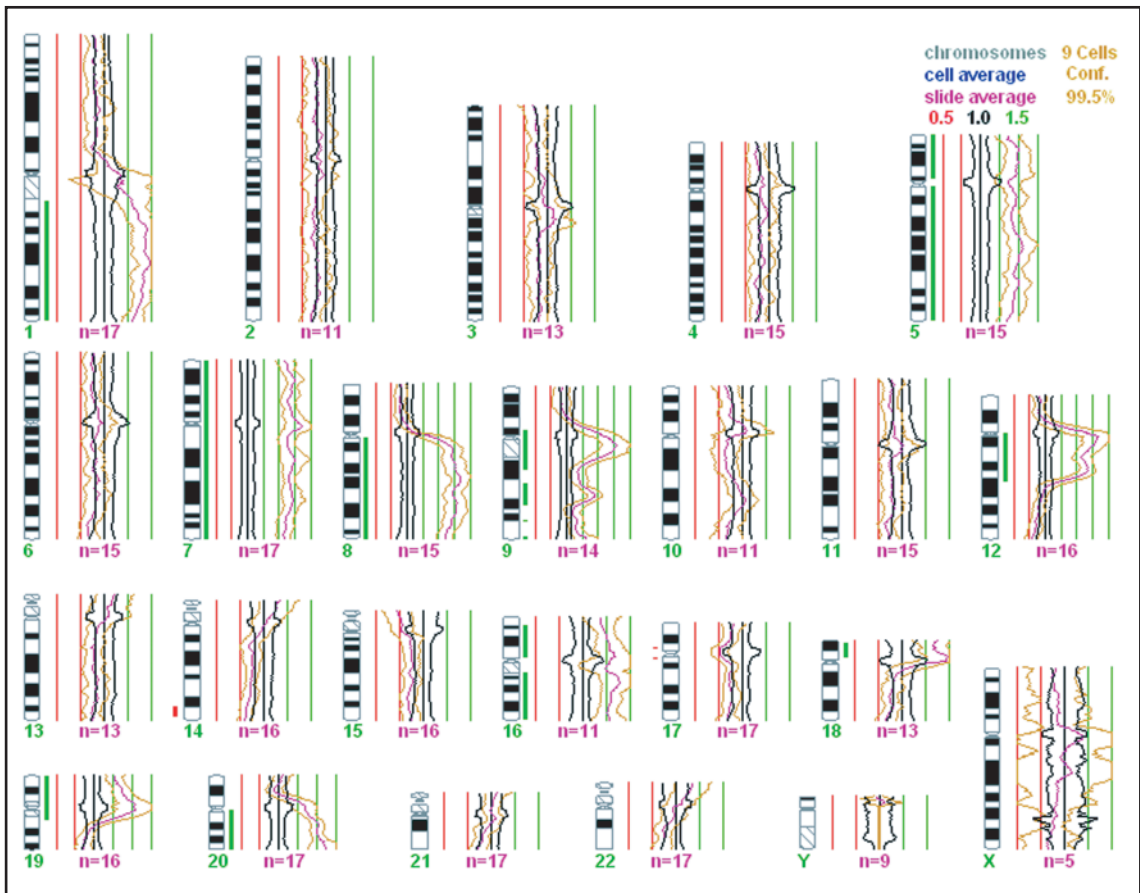 chromosomes 9 Cells
cell average Conf.
slide average 99.5%
0.5 1.0 1.5
1 n=17
2 n=11
3 n=13
4 n=15
5 n=15
6 n=15
7 n=17
8 n=15
9 n=14
10 n=11
11 n=15
12 n=16
13 n=13
14 n=16
15 n=16
16 n=11
17 n=17
18 n=13
19 n=16
20 n=17
21 n=17
22 n=17
Y n=9
X n=5